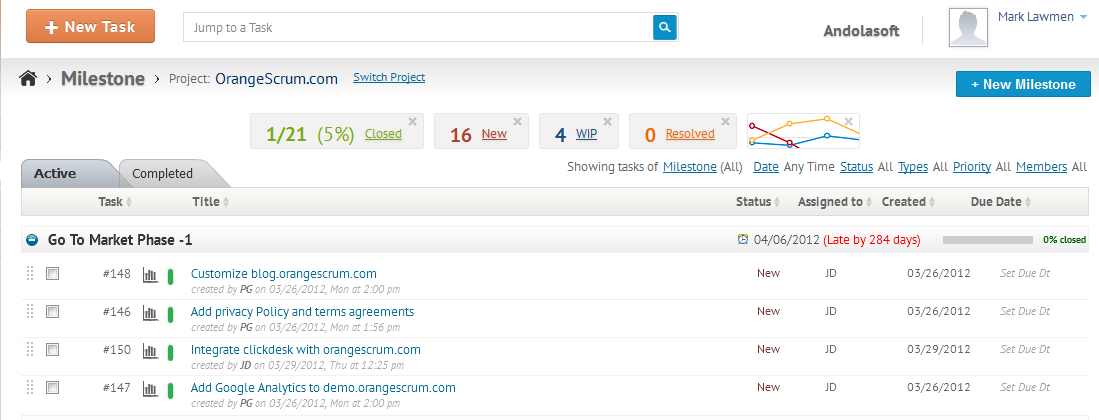 + New Task
Jump to a Task
Andolasoft
Mark Lawmen
Milestone
Project: OrangeScrum.com
Switch Project
+ New Milestone
1/21 (5%) Closed
16 New
4 WIP
0 Resolved
Active
Completed
Showing tasks of Milestone (All) Date Any Time Status All Types All Priority All Members All
Task Title Status Assigned to Created Due Date
Go To Market Phase -1
04/06/2012 (Late by 284 days)
0% closed
#148 Customize blog.orangescrum.com New JD 03/26/2012 Set Due Dt
created by PG on 03/26/2012, Mon at 2:00 pm
#146 Add privacy Policy and terms agreements New JD 03/26/2012 Set Due Dt
created by PG on 03/26/2012, Mon at 1:56 pm
#150 Integrate clickdesk with orangescrum.com New JD 03/29/2012 Set Due Dt
created by JD on 03/29/2012, Thu at 12:25 pm
#147 Add Google Analytics to demo.orangescrum.com New JD 03/26/2012 Set Due Dt
created by PG on 03/26/2012, Mon at 2:00 pm